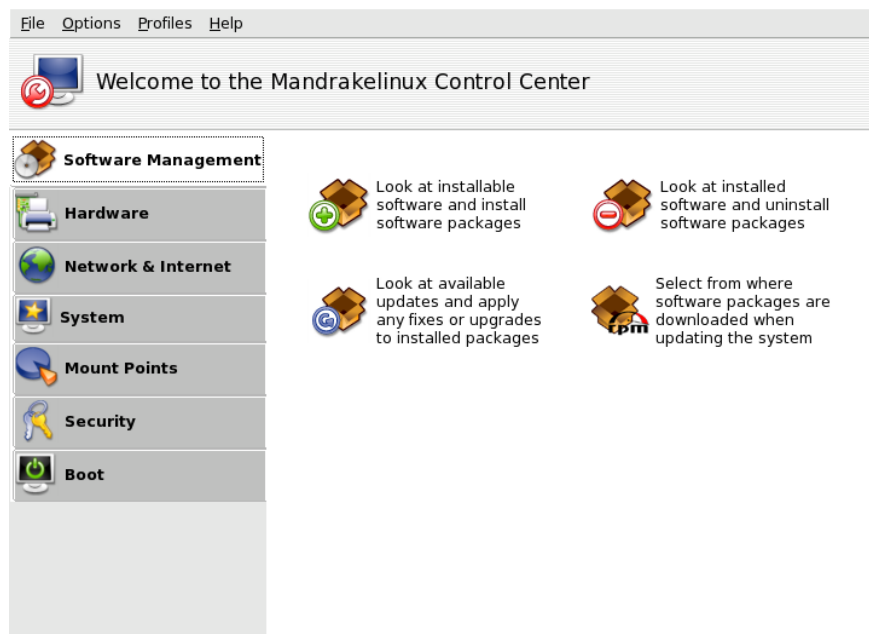 File Options Profiles Help
Welcome to the Mandrakelinux Control Center
Software Management
Hardware
Network & Internet
System
Mount Points
Security
Boot
Look at installable
software and install
software packages
Look at installed
software and uninstall
software packages
Look at available
updates and apply
any fixes or upgrades
to installed packages
rpm
Select from where
software packages are
downloaded when
updating the system